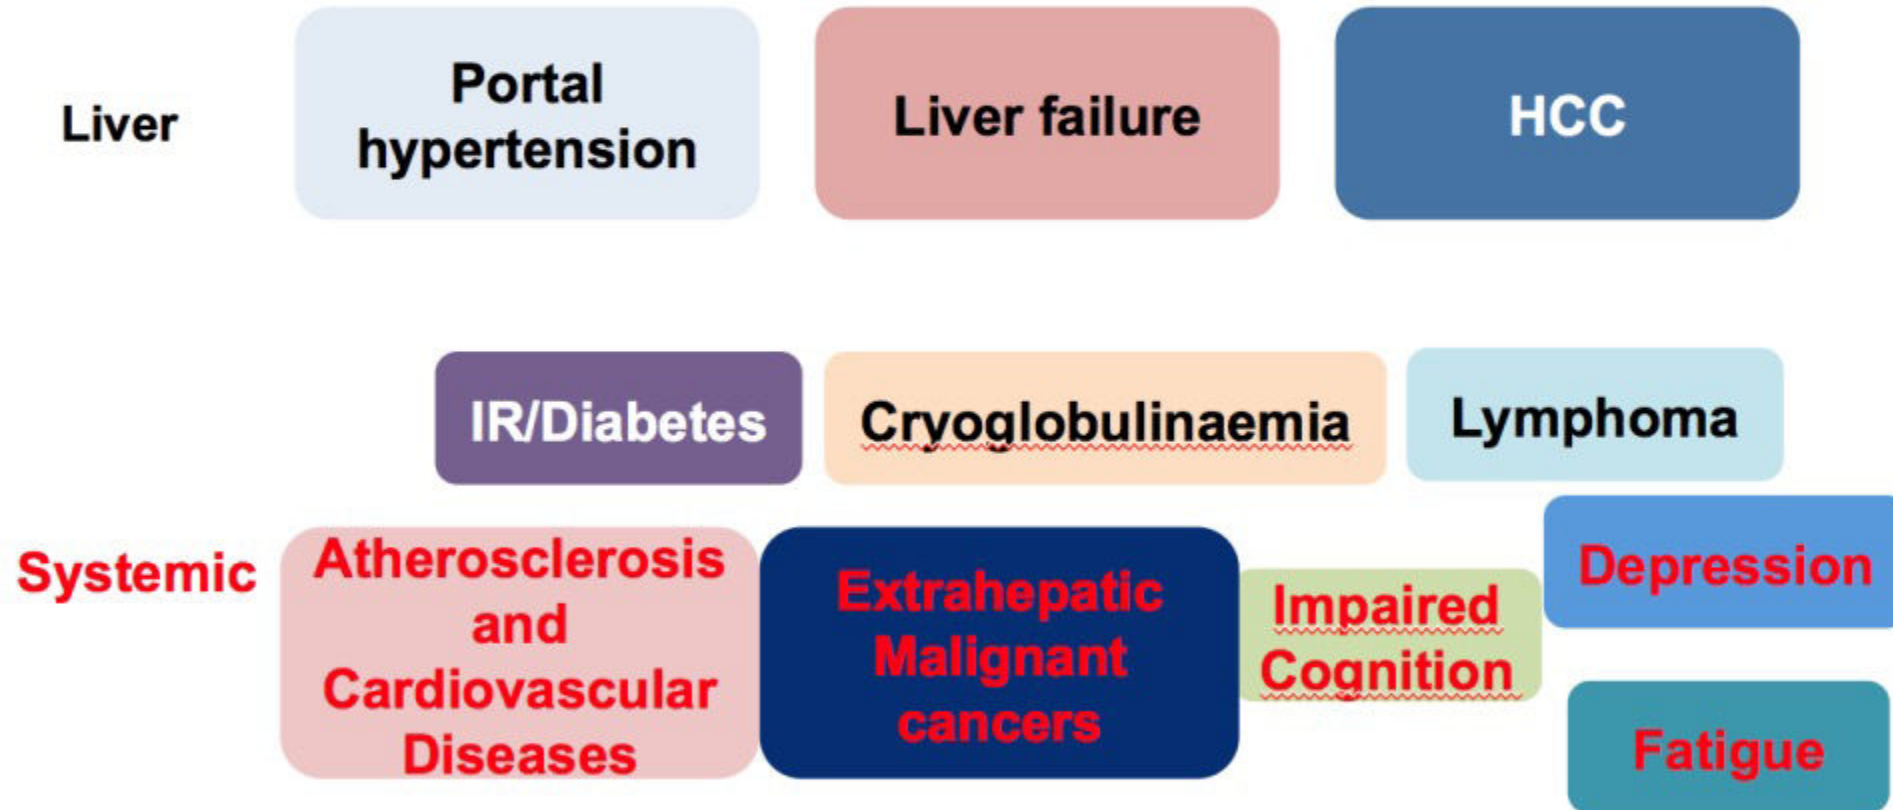 Liver
Portal
hypertension
Liver failure
HCC
IR/Diabetes
Cryoglobulinaemia
Lymphoma
Systemic
Atherosclerosis
and
Cardiovascular
Diseases
Extrahepatic
Malignant
cancers
Impaired
Cognition
Depression
Fatigue